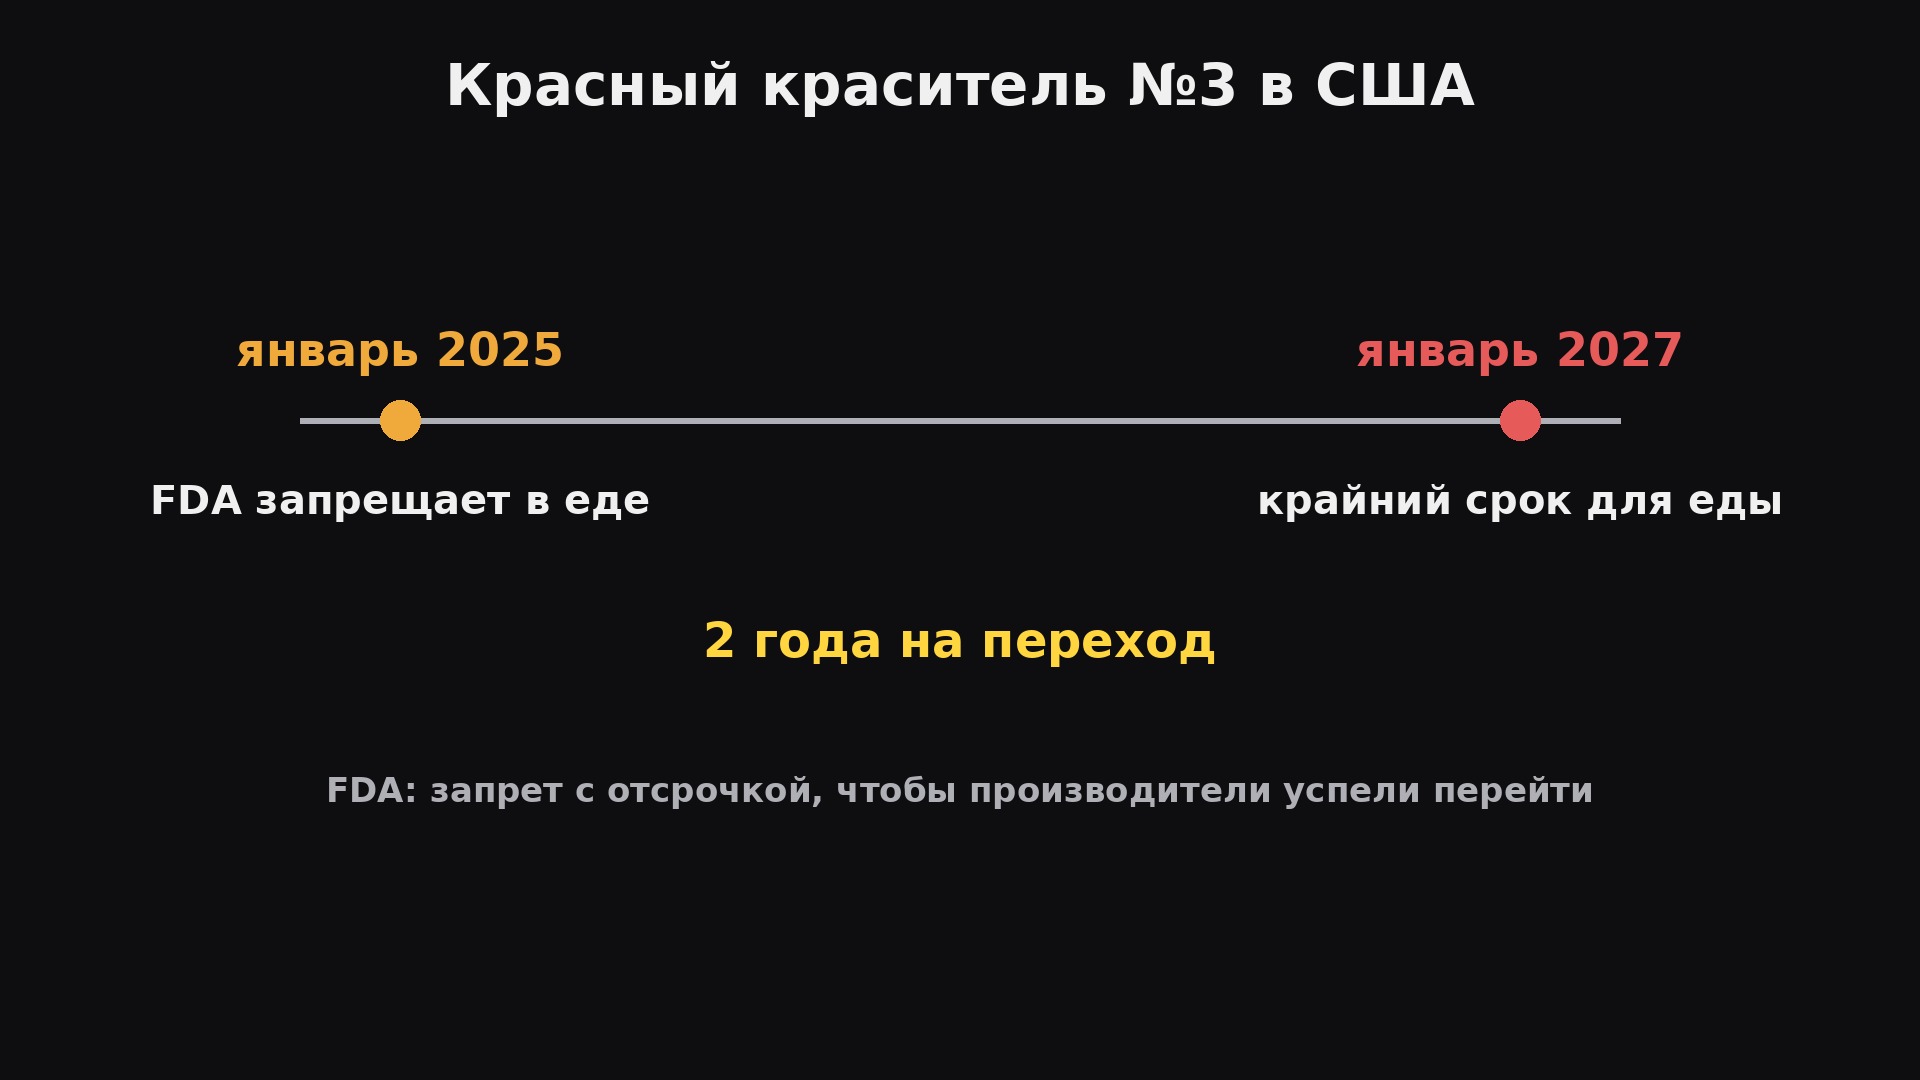 Красный краситель №3 в США
январь 2025
январь 2027
FDA запрещает в еде
крайний срок для еды
2 года на переход
FDA: запрет с отсрочкой, чтобы производители успели перейти